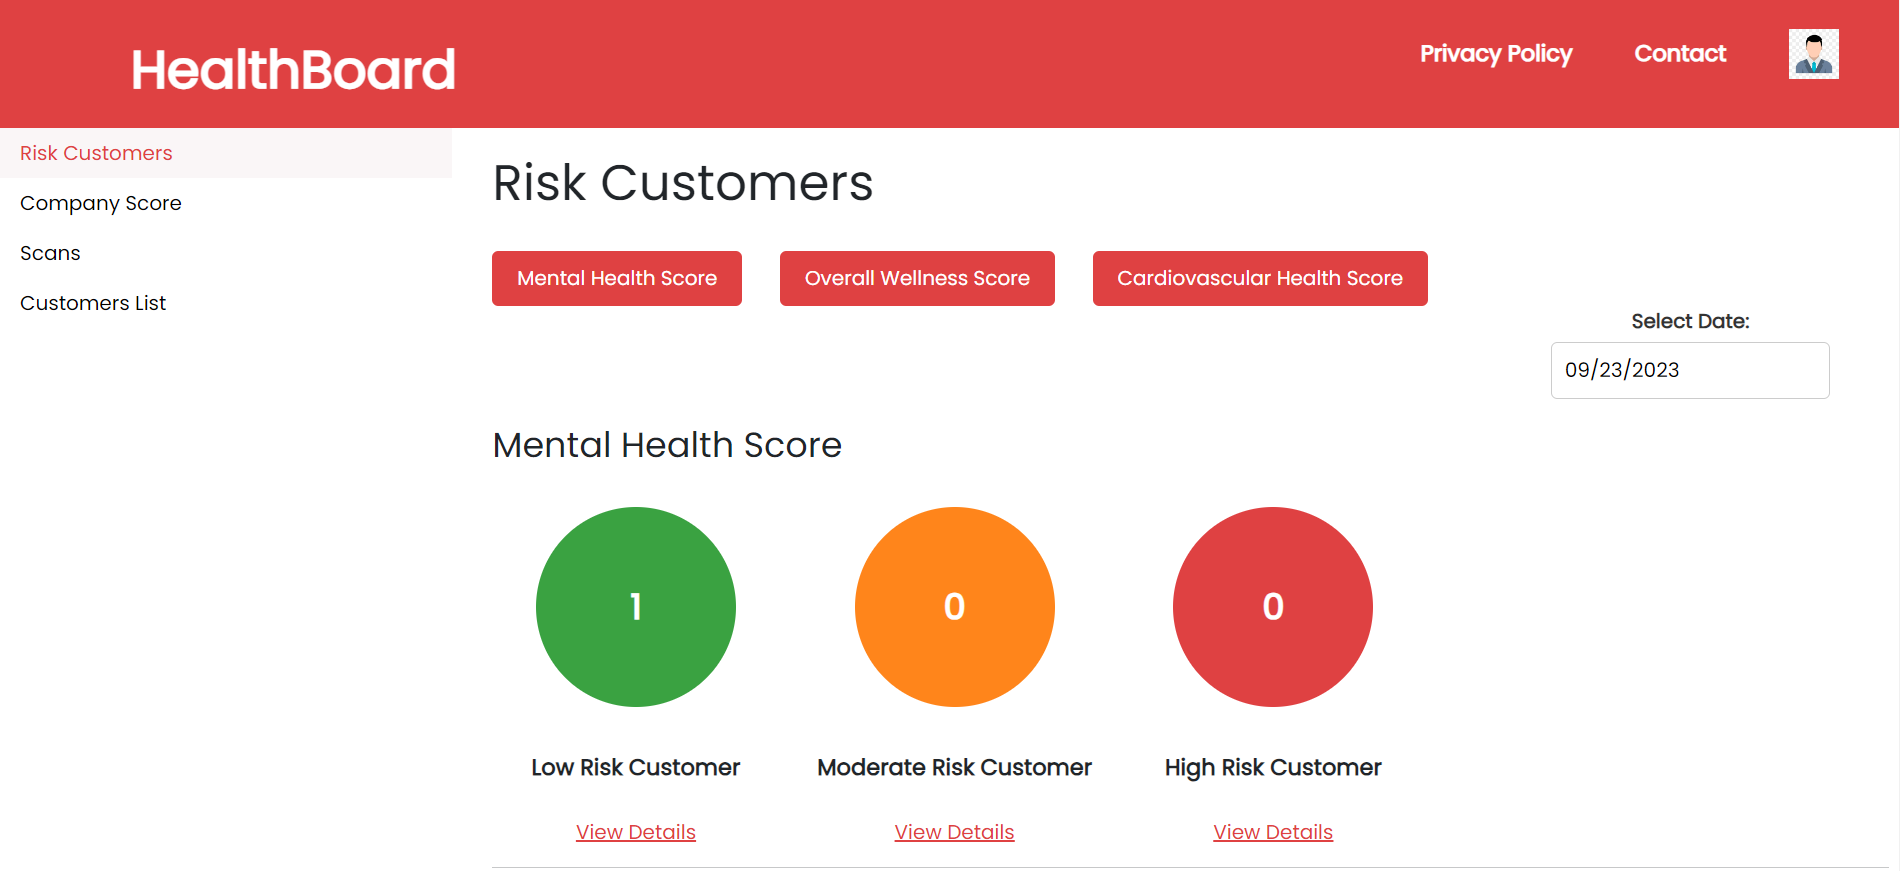 HealthBoard
Privacy Policy
Contact
Risk Customers
Company Score
Scans
Customers List
Risk Customers
Mental Health Score
Overall Wellness Score
Cardiovascular Health Score
Select Date:
09/23/2023
Mental Health Score
1
0
0
Low Risk Customer
Moderate Risk Customer
High Risk Customer
View Details
View Details
View Details